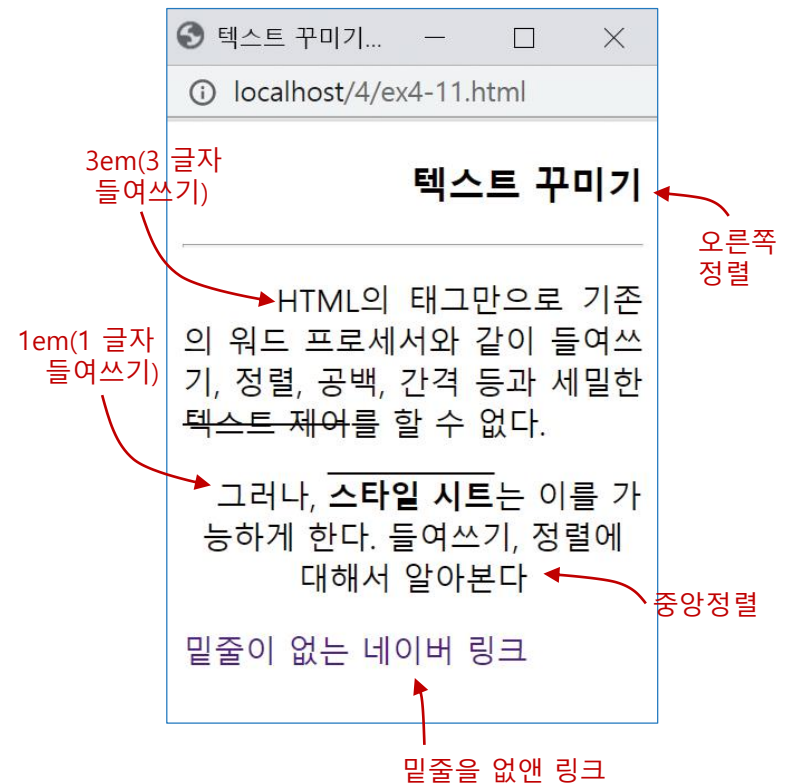 텍스트 꾸미기...
localhost/4/ex4-11.html
3em(3 글자
들여쓰기)
텍스트 꾸미기
오른쪽
정렬
HTML의 태그만으로 기존
의 워드 프로세서와 같이 들여쓰
기, 정렬, 공백, 간격 등과 세밀한
텍스트 제어를 할 수 없다.
1em(1 글자
들여쓰기)
그러나, 스타일 시트는 이를 가
능하게 한다. 들여쓰기, 정렬에
대해서 알아본다
중앙정렬
밑줄이 없는 네이버 링크
밑줄을 없앤 링크